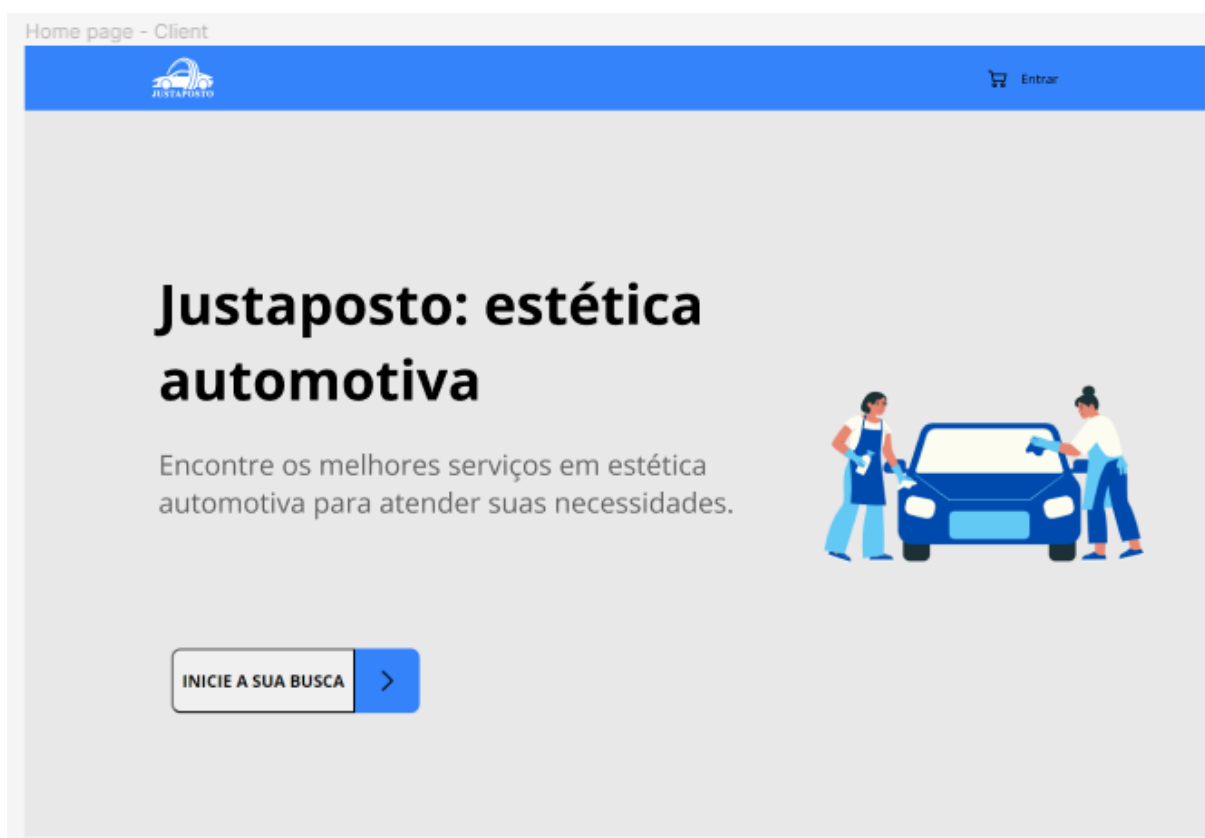 Home page - Client
JUSTAPOSTO
Entrar
Justaposto: estética
automotiva
Encontre os melhores serviços em estética
automotiva para atender suas necessidades.
INICIE A SUA BUSCA